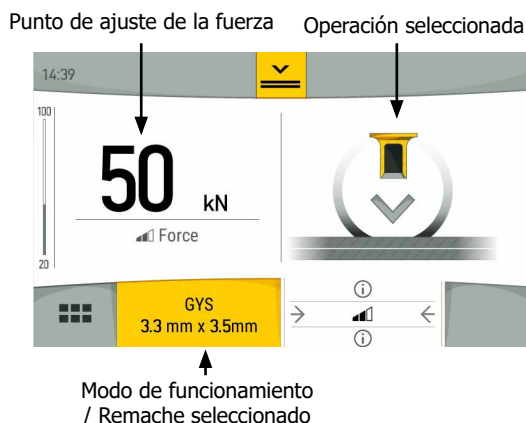 Punto de ajuste de la fuerza
Operación seleccionada
14:39
100
50 kN
Force
20
GYS
3.3 mm x 3.5mm
Modo de funcionamiento
/ Remache seleccionado